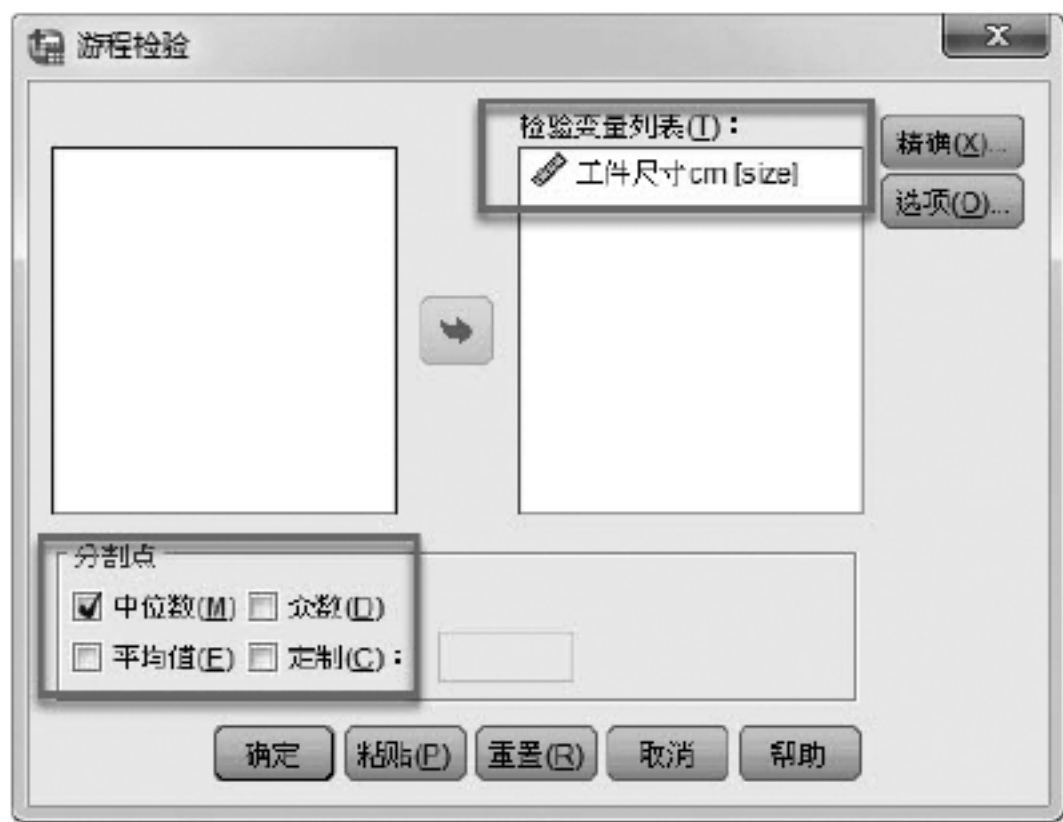 游程检验
检验变量列表(T)：
工件尺寸cm [size]
精确(X)...
选项(O)...
分割点
中位数(M) 众数(D)
平均值(E) 定制(C)：
确定 粘贴(P) 重置(R) 取消 帮助